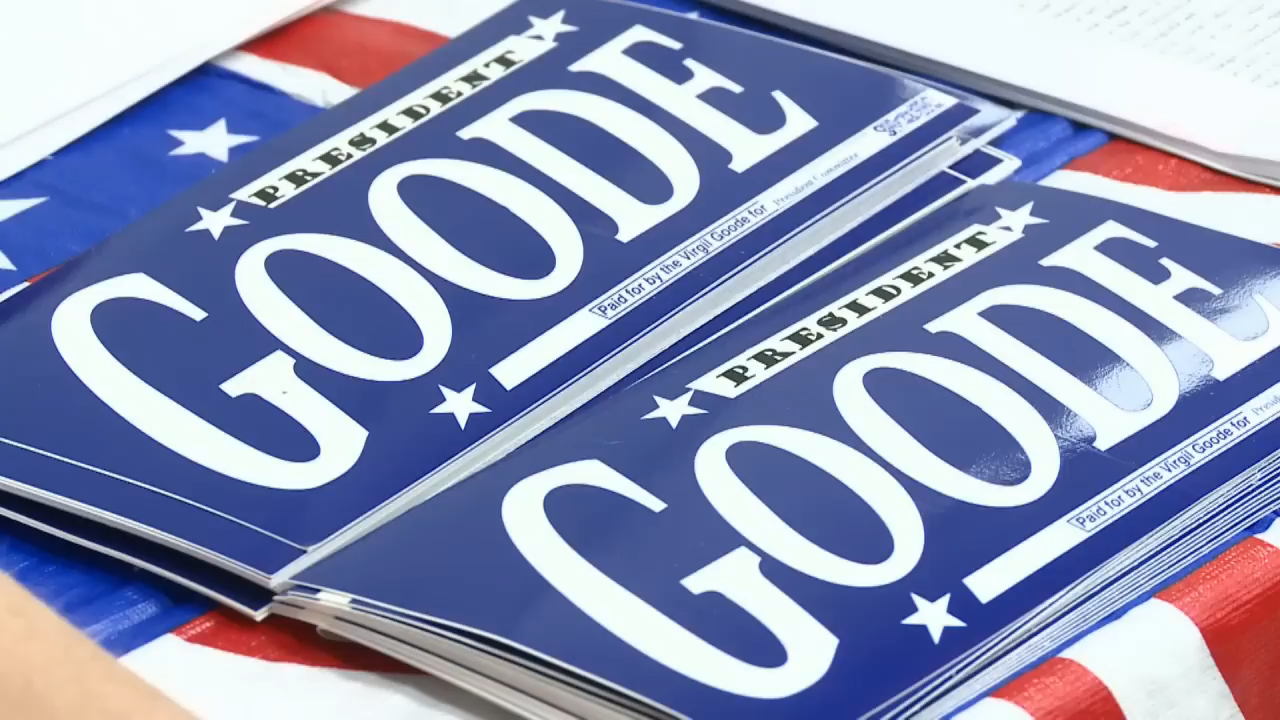 PRESIDENT
GOODE
Paid for by the Virgil Goode for President Committee
PRESIDENT
GOODE
Paid for by the Virgil Goode for